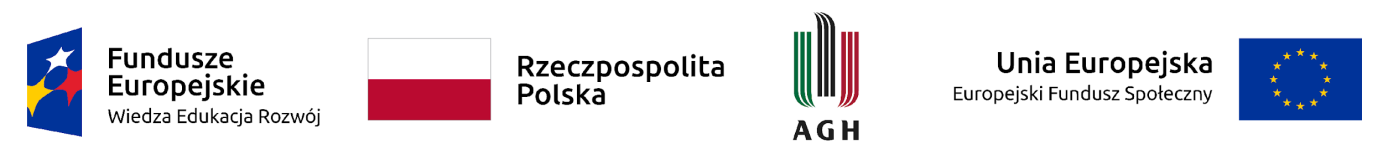 Fundusze
Europejskie
Wiedza Edukacja Rozwój
Rzeczpospolita
Polska
AGH
Unia Europejska
Europejski Fundusz Społeczny